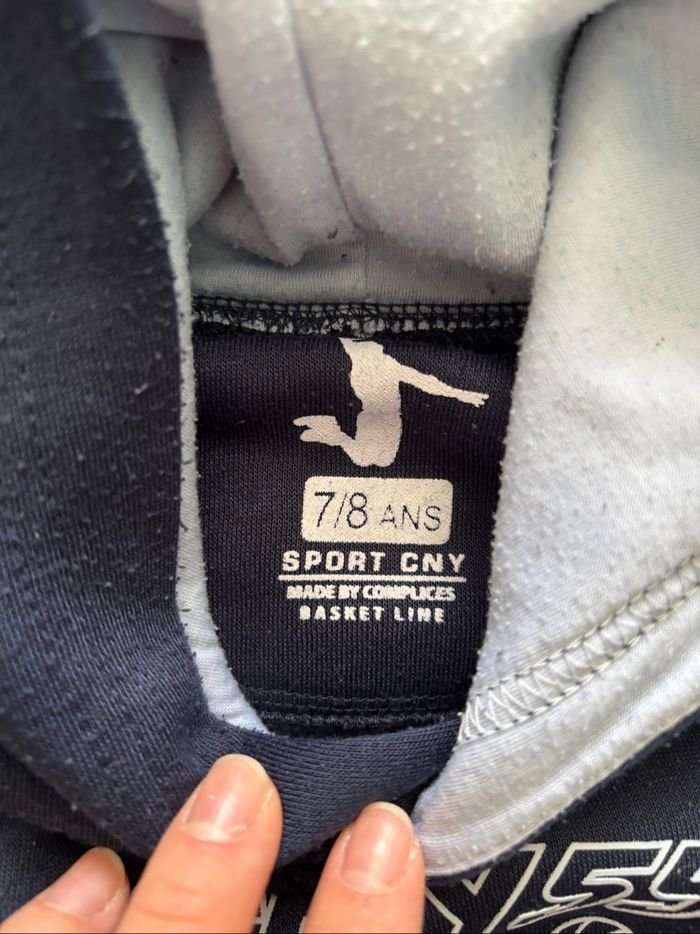 7/8 ANS
SPORT CNY
MADE BY COMPLICES
BASKET LINE